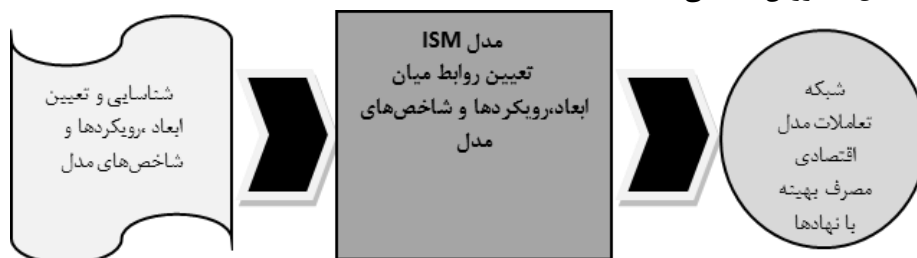 شناسایی و تعیین
ابعاد ،رویکردها و
شاخص‌های مدل
مدل ISM
تعیین روابط میان
ابعاد،رویکردها و شاخص‌های
مدل
شبکه
تعاملات مدل
اقتصادی
مصرف بهینه
با نهادها